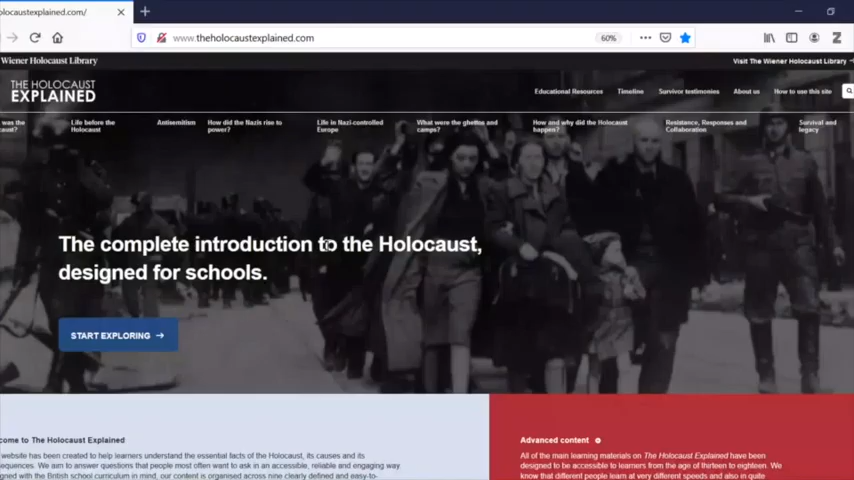 olocaustexplained.com/
www.theholocaustexplained.com
60%
Wiener Holocaust Library
Visit The Wiener Holocaust Library
THE HOLOCAUST
EXPLAINED
Educational Resources Timeline Survivor testimonies About us How to use this site
was the
caust?
Life before the
Holocaust
Antisemitism
How did the Nazis rise to
power?
Life in Nazi-controlled
Europe
What were the ghettos and
camps?
How and why did the Holocaust
happen?
Resistance, Responses and
Collaboration
Survival and
legacy
The complete introduction to the Holocaust,
designed for schools.
START EXPLORING →
come to The Holocaust Explained
website has been created to help learners understand the essential facts of the Holocaust, its causes and its
sequences. We aim to answer questions that people most often want to ask in an accessible, reliable and engaging way
gned with the British school curriculum in mind, our content is organised across nine clearly defined and easy-to-
Advanced content
All of the main learning materials on The Holocaust Explained have been
designed to be accessible to learners from the age of thirteen to eighteen. We
know that different people learn at very different speeds and also in quite